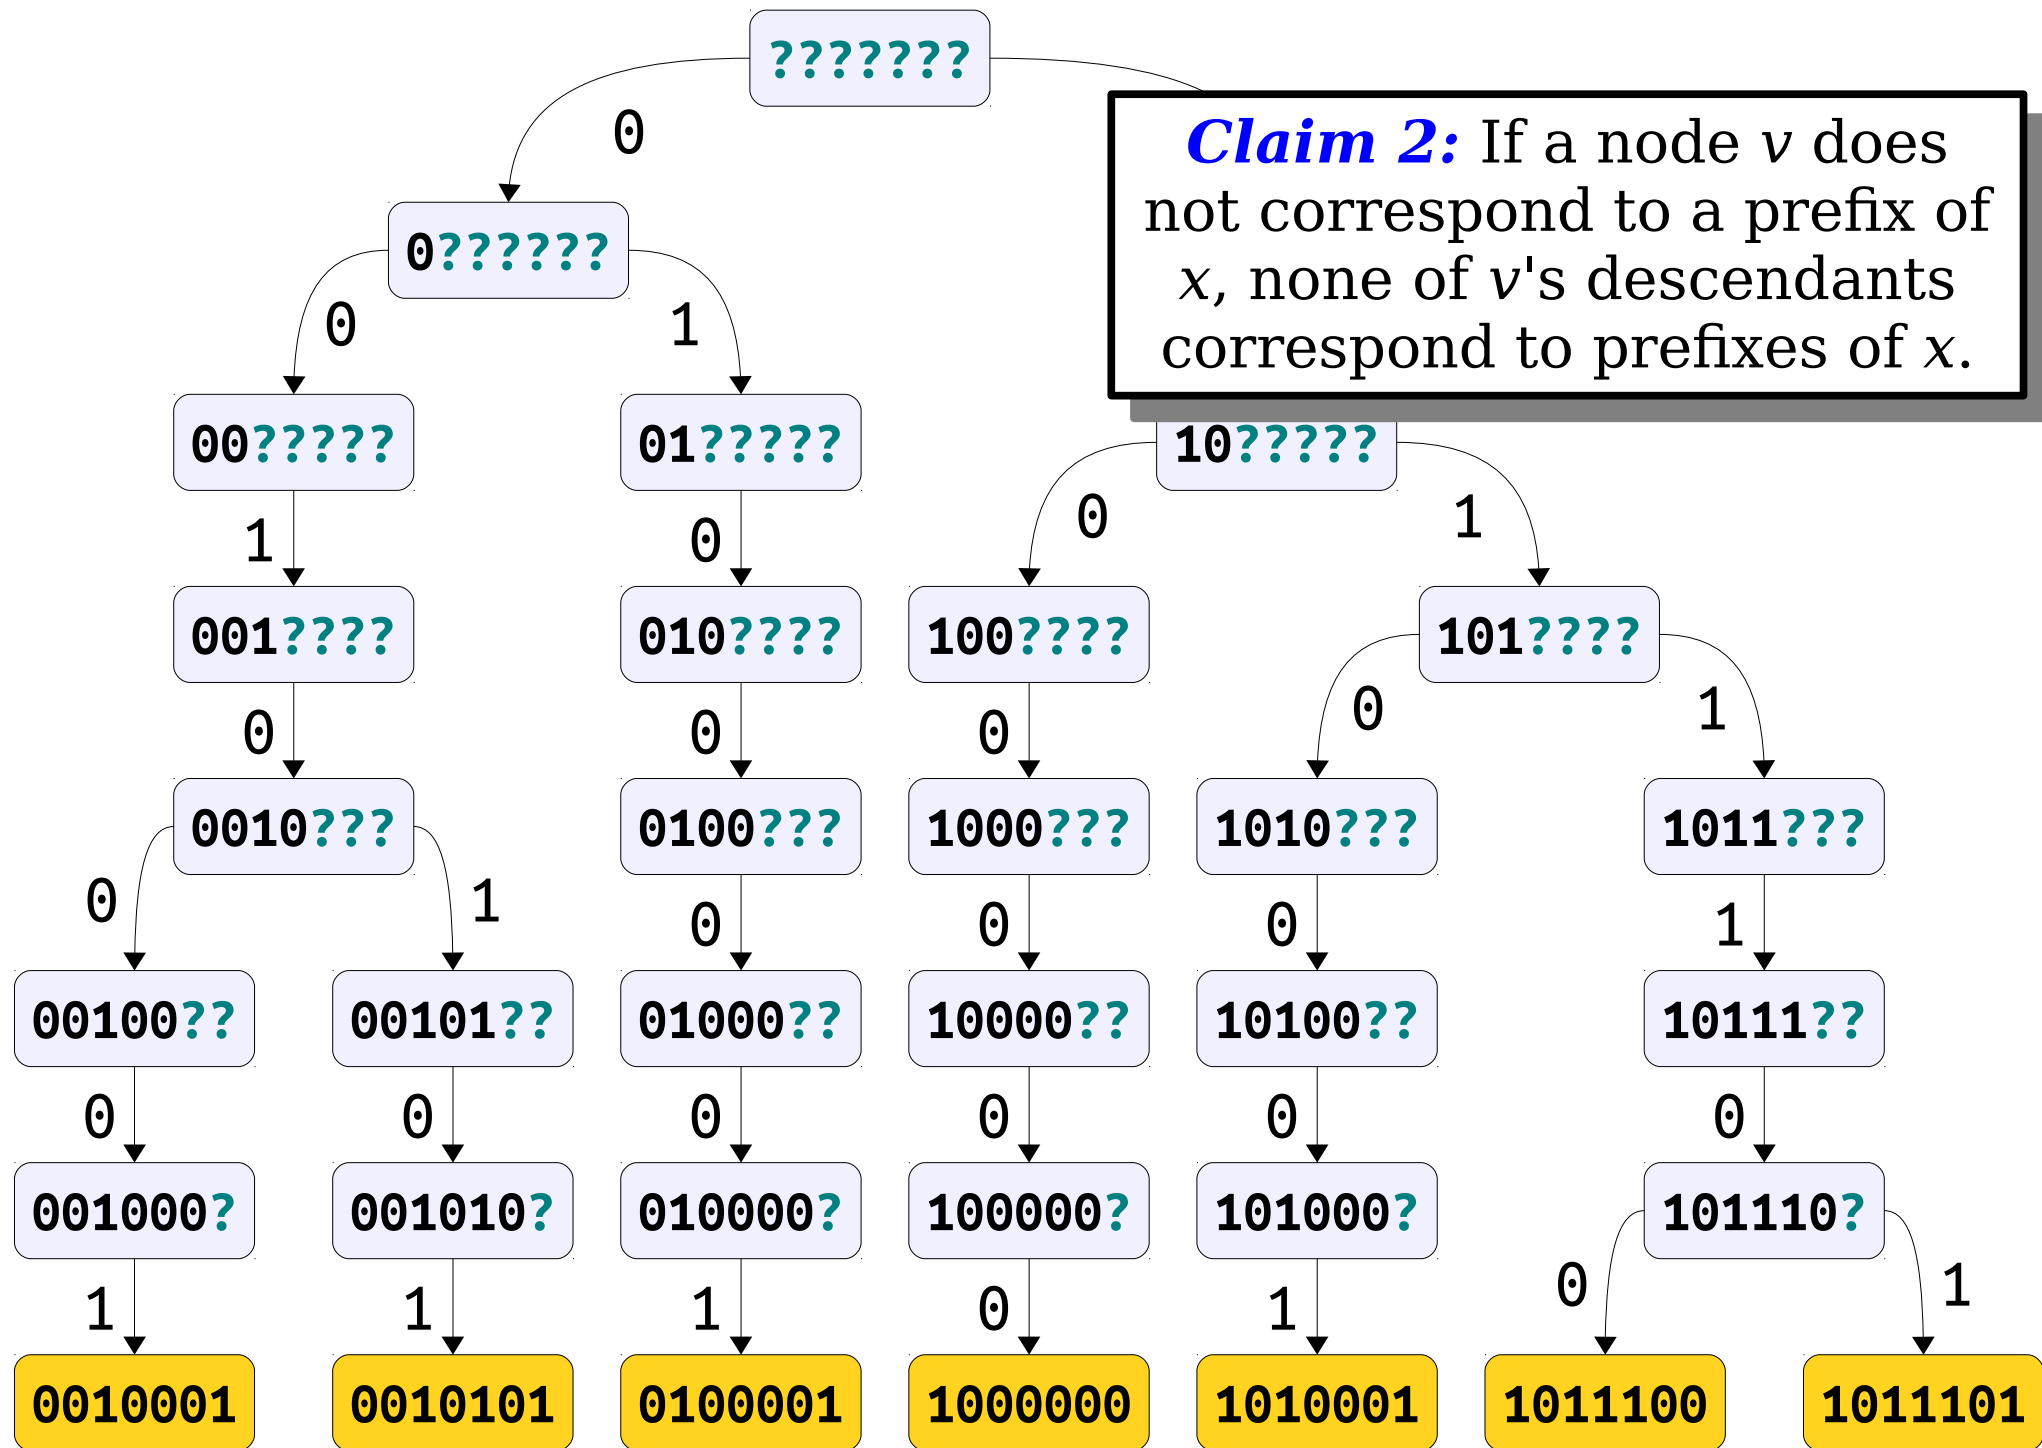 ???????
0
Claim 2: If a node v does
not correspond to a prefix of
x, none of v's descendants
correspond to prefixes of x.
0??????
0 1
00????? 01????? 10?????
1 0 0 1
001???? 010???? 100???? 101????
0 0 0 0 1
0010??? 0100??? 1000??? 1010??? 1011???
0 1 0 0 0 1
00100?? 00101?? 01000?? 10000?? 10100?? 10111??
0 0 0 0 0 0
001000? 001010? 010000? 100000? 101000? 101110?
1 1 1 0 1 0 1
0010001 0010101 0100001 1000000 1010001 1011100 1011101